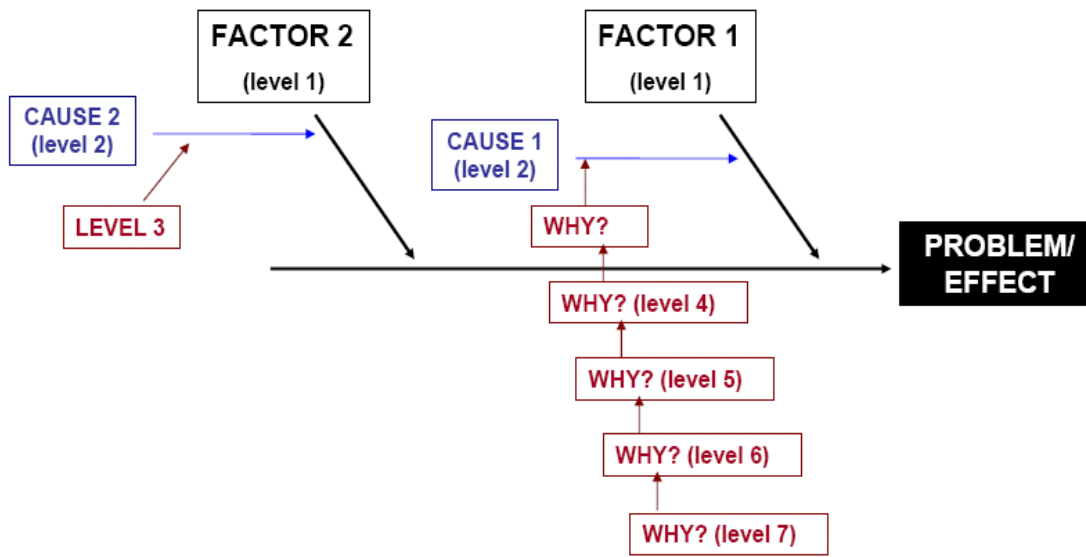 FACTOR 2
(level 1)
FACTOR 1
(level 1)
CAUSE 2
(level 2)
CAUSE 1
(level 2)
LEVEL 3
WHY?
PROBLEM/
EFFECT
WHY? (level 4)
WHY? (level 5)
WHY? (level 6)
WHY? (level 7)